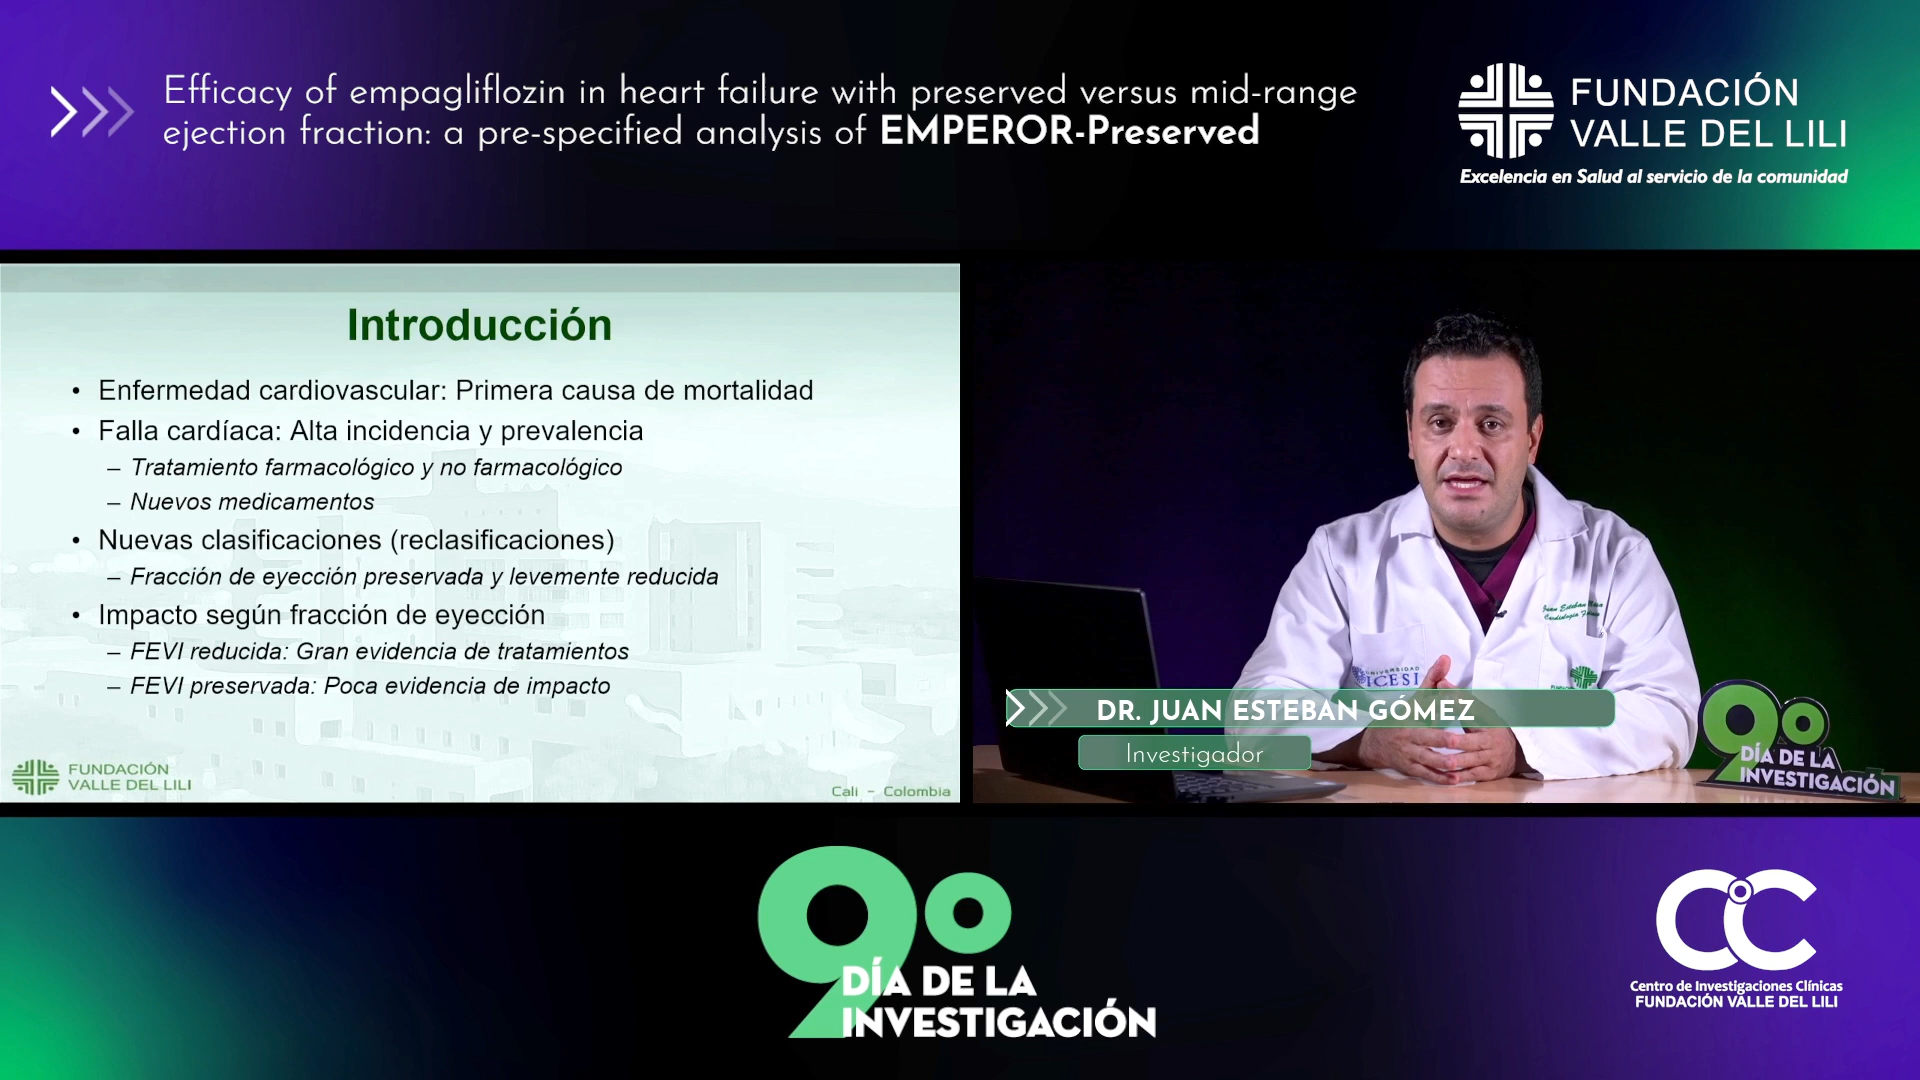 Efficacy of empagliflozin in heart failure with preserved versus mid-range
ejection fraction: a pre-specified analysis of EMPEROR-Preserved
FUNDACIÓN
VALLE DEL LILI
Excelencia en Salud al servicio de la comunidad
Introducción
• Enfermedad cardiovascular: Primera causa de mortalidad
• Falla cardíaca: Alta incidencia y prevalencia
– Tratamiento farmacológico y no farmacológico
– Nuevos medicamentos
• Nuevas clasificaciones (reclasificaciones)
– Fracción de eyección preservada y levemente reducida
• Impacto según fracción de eyección
– FEVI reducida: Gran evidencia de tratamientos
– FEVI preservada: Poca evidencia de impacto
FUNDACIÓN
VALLE DEL LILI
Cali – Colombia
Juan Esteban
UNIVERSIDAD
ICESI
DR. JUAN ESTEBAN GÓMEZ
Investigador
9º
DÍA DE LA
INVESTIGACIÓN
9º
DÍA DE LA
INVESTIGACIÓN
Centro de Investigaciones Clínicas
FUNDACIÓN VALLE DEL LILI